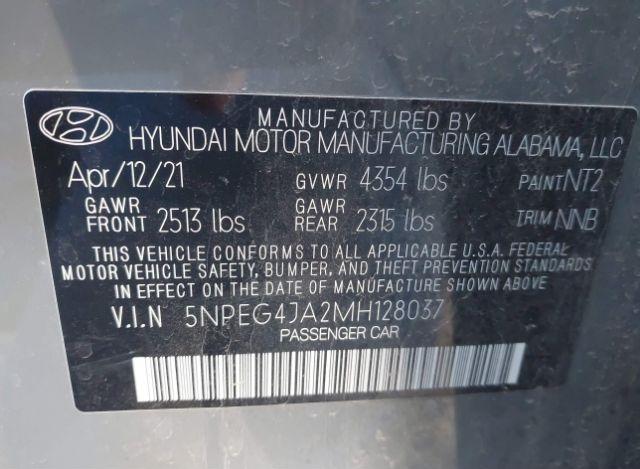 MANUFACTURED BY
HYUNDAI MOTOR MANUFACTURING ALABAMA, LLC
Apr/12/21 GVWR 4354 lbs PAINT NT2
GAWR FRONT 2513 lbs GAWR REAR 2315 lbs TRIM NNB
THIS VEHICLE CONFORMS TO ALL APPLICABLE U.S.A. FEDERAL
MOTOR VEHICLE SAFETY, BUMPER, AND THEFT PREVENTION STANDARDS
IN EFFECT ON THE DATE OF MANUFACTURE SHOWN ABOVE
V.I.N 5NPEG4JA2MH128037
PASSENGER CAR